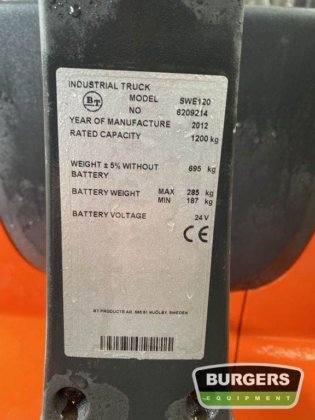 INDUSTRIAL TRUCK
BT MODEL SWE120
NO 6209214
YEAR OF MANUFACTURE 2012
RATED CAPACITY 1200 kg
WEIGHT ± 5% WITHOUT 695 kg
BATTERY
BATTERY WEIGHT MAX 285 kg
MIN 187 kg
BATTERY VOLTAGE 24 V
CE
BT PRODUCTS AB, 595 81 MJÖLBY, SWEDEN
BURGERS
EQUIPMENT